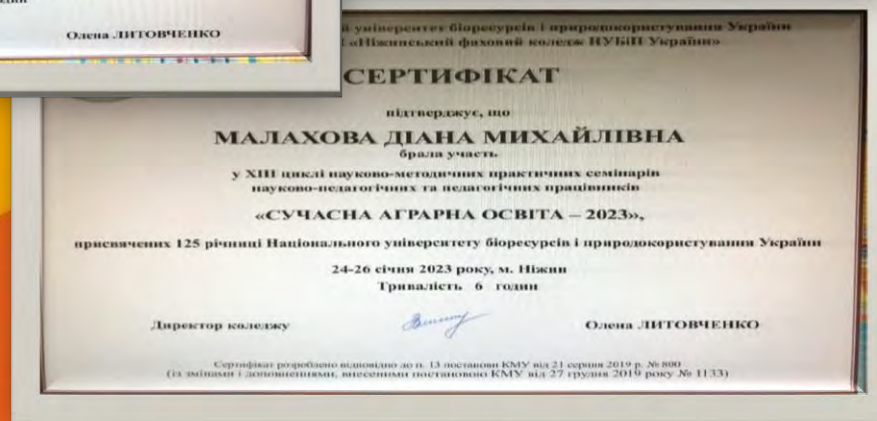 Олена ЛИТОВЧЕНКО
університет біоресурсів і природокористування України
«Ніжинський фаховий коледж НУБіП України»
СЕРТИФІКАТ
підтверджує, що
МАЛАХОВА ДІАНА МИХАЙЛІВНА
брала участь
у XIII циклі науково-методичних практичних семінарів
науково-педагогічних та педагогічних працівників
«СУЧАСНА АГРАРНА ОСВІТА – 2023»,
присвячених 125 річниці Національного університету біоресурсів і природокористування України
24-26 січня 2023 року, м. Ніжин
Тривалість 6 годин
Директор коледжу Олена ЛИТОВЧЕНКО
Сертифікат розроблено відповідно до п. 13 постанови КМУ від 21 серпня 2019 р. № 800
(із змінами і доповненнями, внесеними постановою КМУ від 27 грудня 2019 року № 1133)